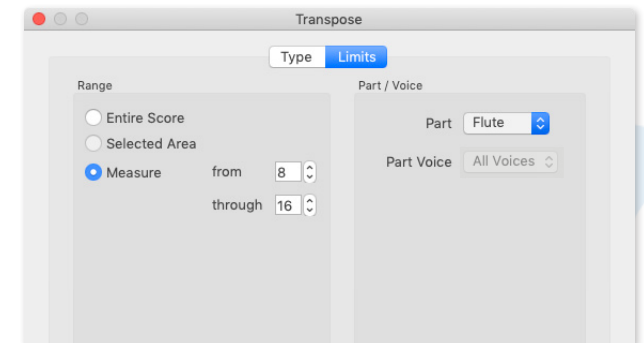 Transpose
Type Limits
Range
Entire Score
Selected Area
Measure from 8
through 16
Part / Voice
Part Flute
Part Voice All Voices